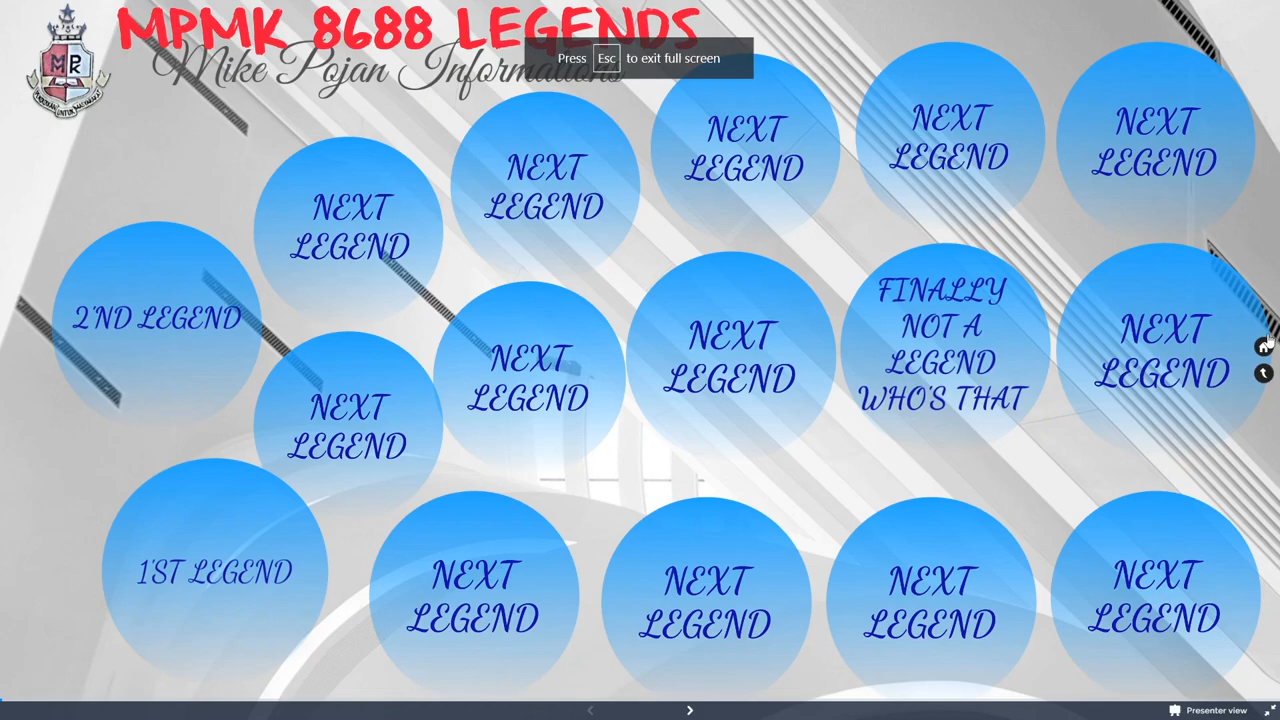 MPMK 8688 LEGENDS
Mike Pojan Informations
Press Esc to exit full screen
MR
NEXT
LEGEND
NEXT
LEGEND
NEXT
LEGEND
NEXT
LEGEND
NEXT
LEGEND
2'ND LEGEND
NEXT
LEGEND
NEXT
LEGEND
NEXT
LEGEND
FINALLY
NOT A
LEGEND
WHO'S THAT
NEXT
LEGEND
1'ST LEGEND
NEXT
LEGEND
NEXT
LEGEND
NEXT
LEGEND
NEXT
LEGEND
Presenter view